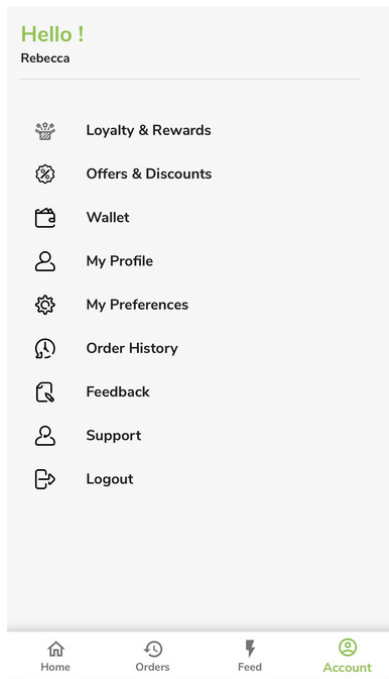 Hello !
Rebecca
Loyalty & Rewards
Offers & Discounts
Wallet
My Profile
My Preferences
Order History
Feedback
Support
Logout
Home
Orders
Feed
Account